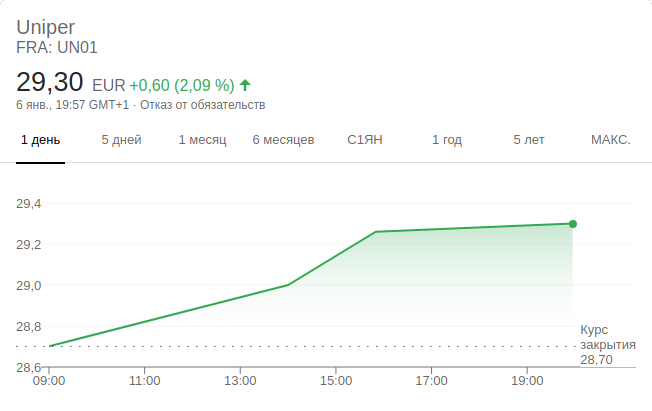 Uniper
FRA: UN01
29,30 EUR +0,60 (2,09 %)
6 янв., 19:57 GMT+1 · Отказ от обязательств
1 день 5 дней 1 месяц 6 месяцев С1ЯН 1 год 5 лет МАКС.
29,4
29,2
29,0
28,8
28,6
Курс
закрытия
28,70
09:00 11:00 13:00 15:00 17:00 19:00